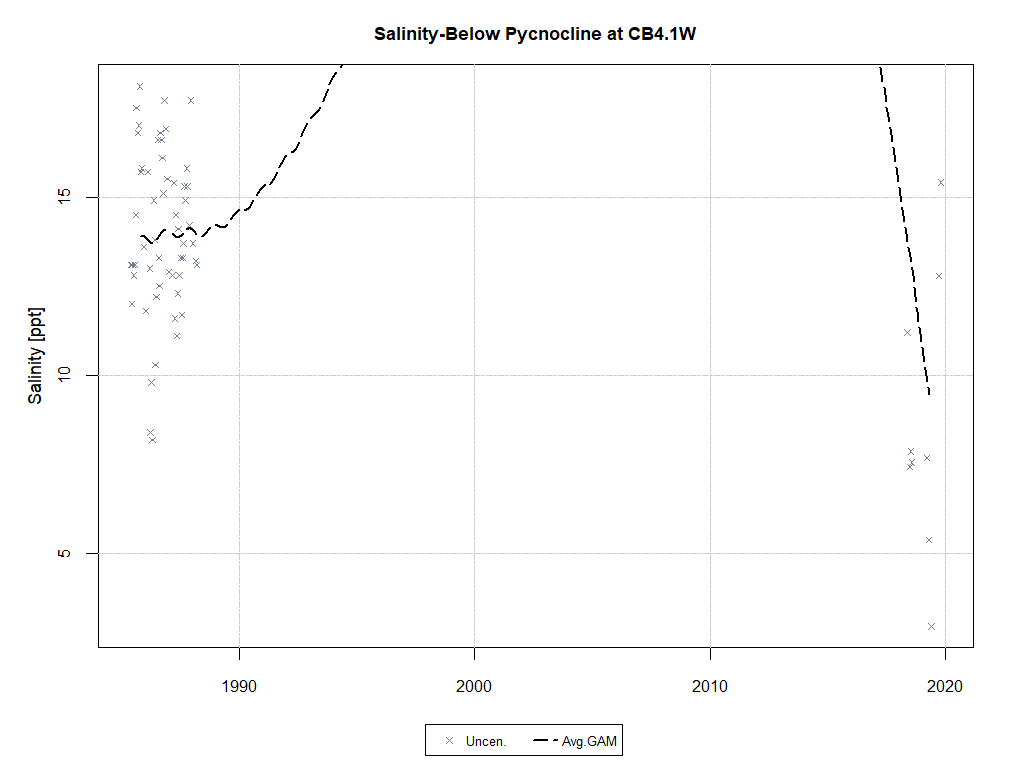 Salinity-Below Pycnocline at CB4.1W
Salinity [ppt]
15
10
5
1990 2000 2010 2020
Uncen. Avg.GAM